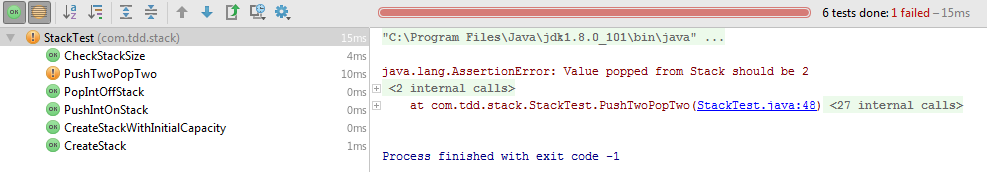 6 tests done: 1 failed – 15ms
StackTest 15ms
CheckStackSize 4ms
PushTwoPopTwo 10ms
PopIntOffStack 0ms
PushIntOnStack 0ms
CreateStackWithInitialCapacity 0ms
CreateStack 1ms
"C:\Program Files\Java\jdk1.8.0_101\bin\java" ...
java.lang.AssertionError: Value popped from Stack should be 2
<2 internal calls>
at com.tdd.stack.StackTest.PushTwoPopTwo(StackTest.java:48) <27 internal calls>
Process finished with exit code -1